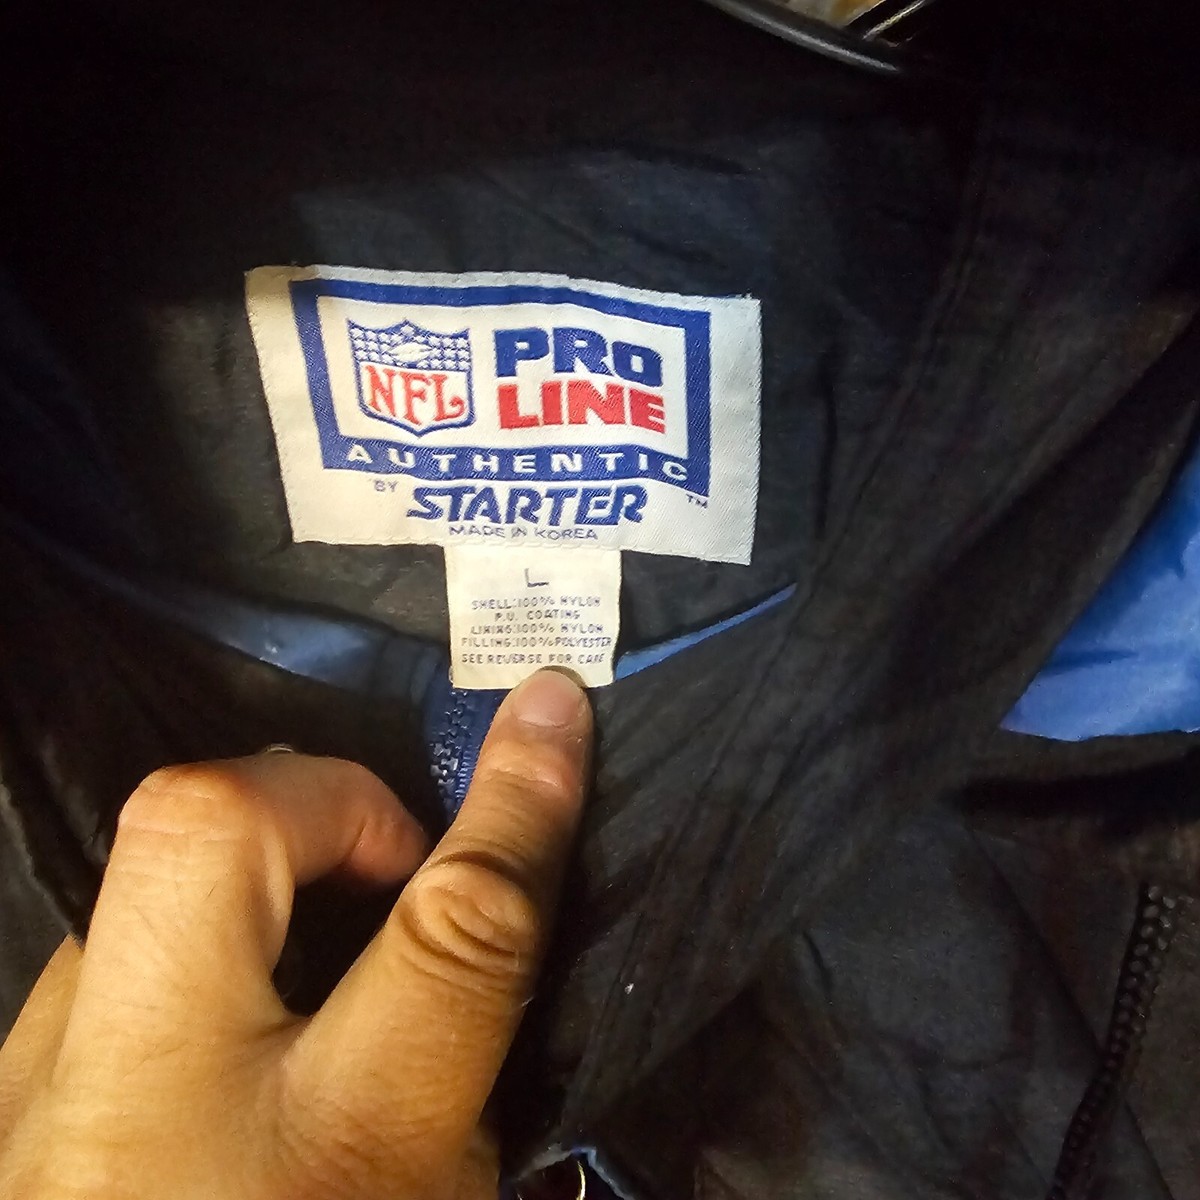 NFL
PRO
LINE
AUTHENTIC
BY STARTER TM
MADE IN KOREA
L
SHELL:100% NYLON
P.U. COATING
LINING:100% NYLON
FILLING:100% POLYESTER
SEE REVERSE FOR CARE